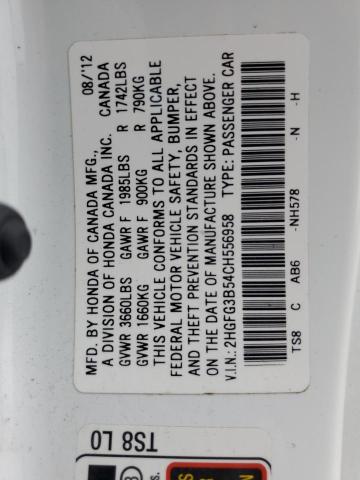 MFD. BY HONDA OF CANADA MFG., 08/'12
A DIVISION OF HONDA CANADA INC. CANADA
GVWR 3660LBS GAWR F 1985LBS R 1742LBS
GVWR 1660KG GAWR F 900KG R 790KG
THIS VEHICLE CONFORMS TO ALL APPLICABLE
FEDERAL MOTOR VEHICLE SAFETY, BUMPER,
AND THEFT PREVENTION STANDARDS IN EFFECT
ON THE DATE OF MANUFACTURE SHOWN ABOVE.
V.I.N.: 2HGFG3B54CH556958 TYPE: PASSENGER CAR
TS8 C AB6 -NH578 -N -H
TS8 L0